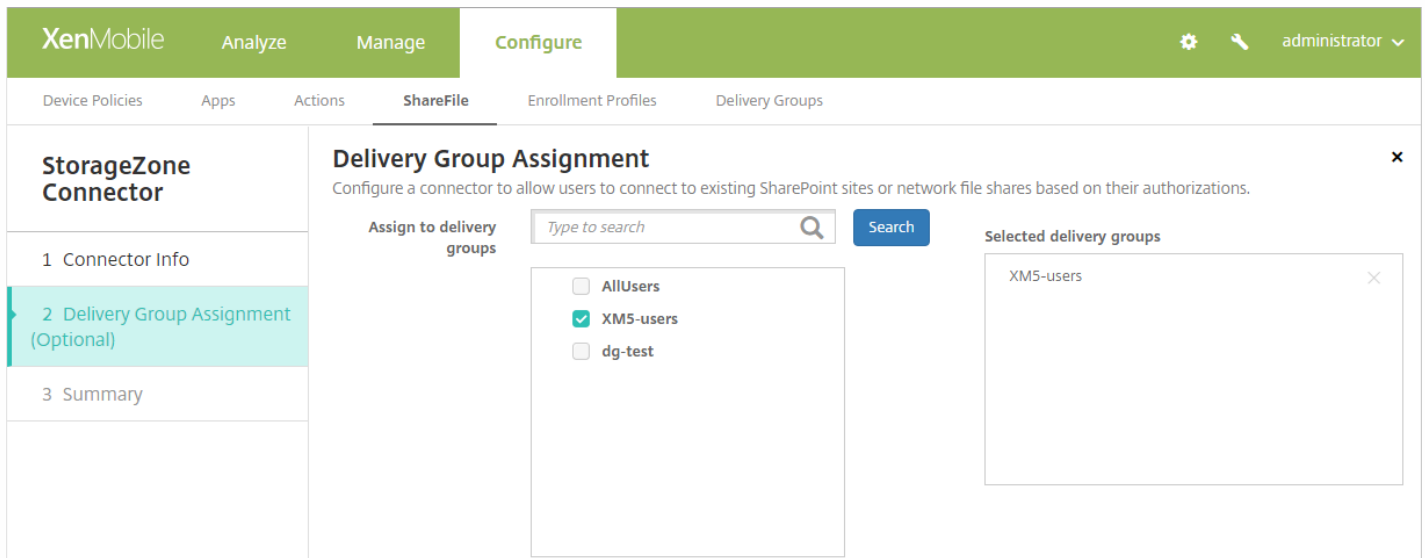 XenMobile Analyze Manage Configure administrator
Device Policies Apps Actions ShareFile Enrollment Profiles Delivery Groups
StorageZone
Connector
1 Connector Info
2 Delivery Group Assignment
(Optional)
3 Summary
Delivery Group Assignment
Configure a connector to allow users to connect to existing SharePoint sites or network file shares based on their authorizations.
Assign to delivery
groups
Type to search
Search
AllUsers
XM5-users
dg-test
Selected delivery groups
XM5-users